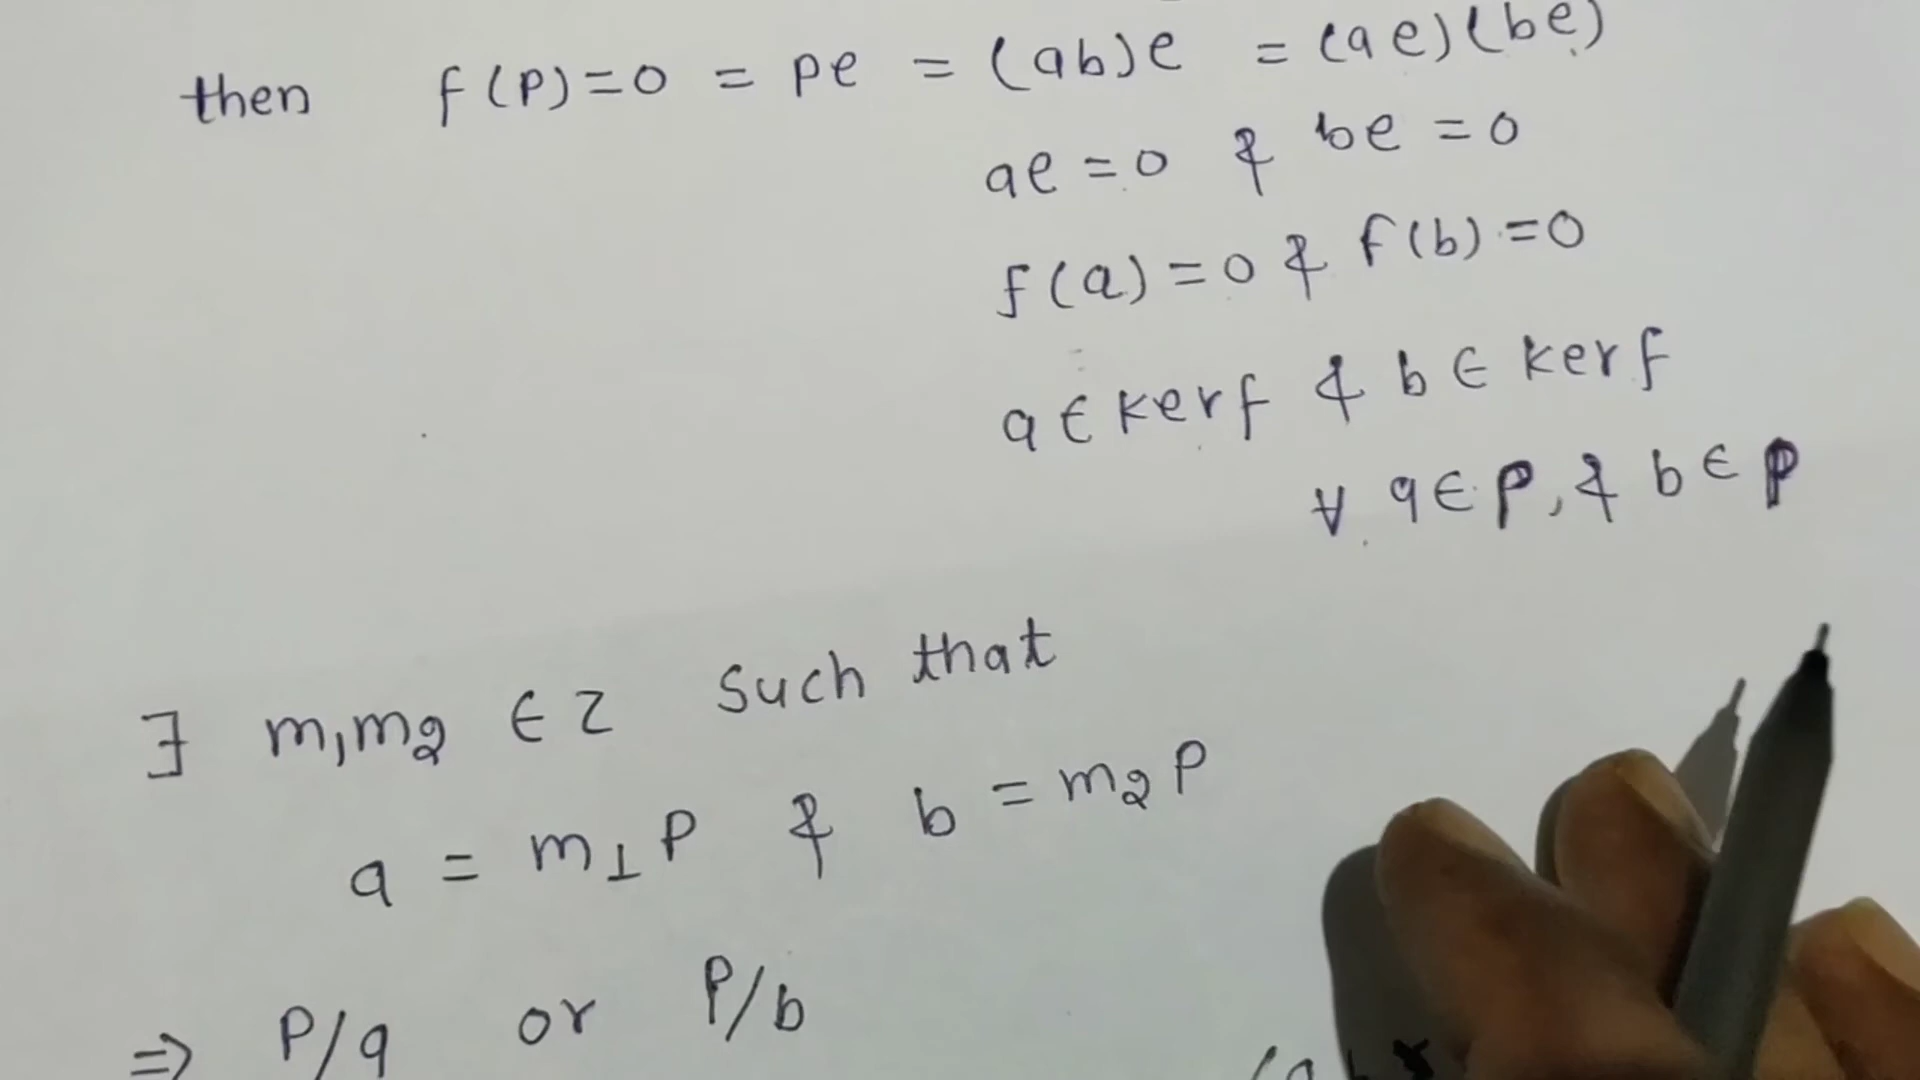 then f(p)=0 = pe = (ab)e = (ae)(be)
ae = 0 & be = 0
f(a) = 0 & f(b) = 0
a ∈ kerf & b ∈ kerf
∀ a ∈ P, & b ∈ P
∃ m1m2 ∈ Z Such that
a = m1 P & b = m2 P
⇒ P/a or P/b